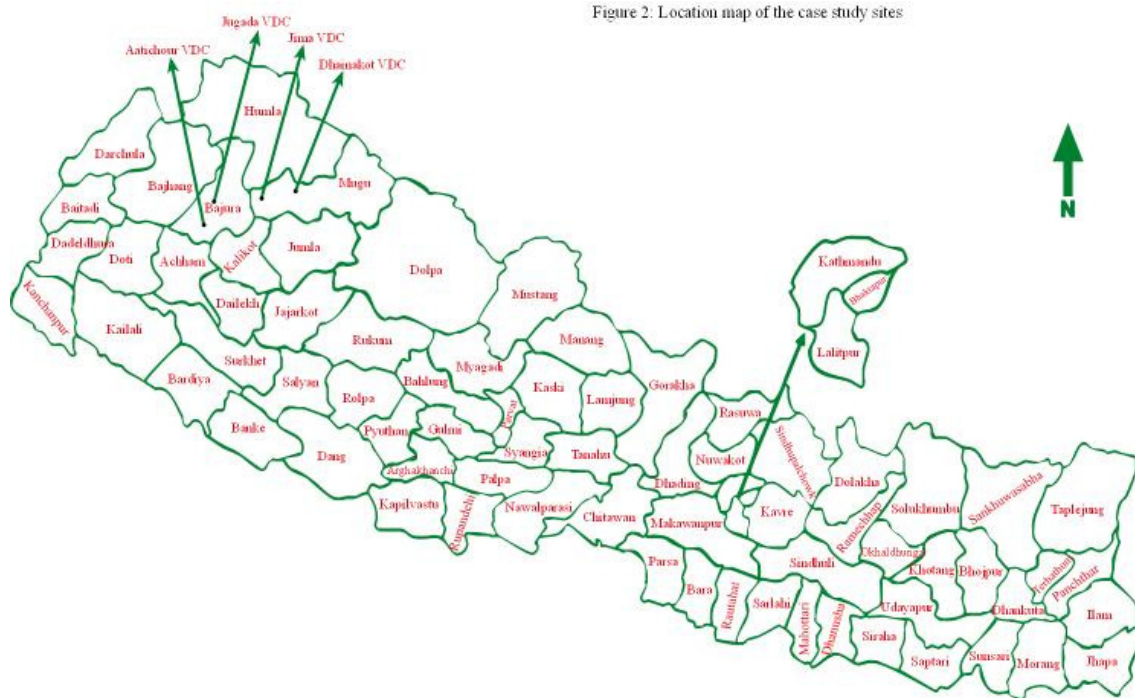 Figure 2: Location map of the case study sites
Jugada VDC
Aatichour VDC
Jima VDC
Dhamakot VDC
Humla
Darchula
Bajhang
Mugu
Baitadi
Bajura
N
Dadeldhura
Doti
Achham
Kalikot
Jumla
Dolpa
Kathmandu
Bhaktapur
Kanchanpur
Dailekh
Jajarkot
Mustang
Kailali
Rukum
Manang
Lalitpur
Surkhet
Myagadi
Bardiya
Salyan
Bahlung
Kaski
Gorakha
Rolpa
Lamjung
Parvat
Rasuwa
Banke
Pyuthan
Gulmi
Syangja
Tanahu
Nuwakot
Sindhupalchowk
Dang
Arghakhanchi
Palpa
Dhading
Dolakha
Sankhuwasabha
Kapilvastu
Rupandehi
Nawalparasi
Chitawan
Makawanpur
Kavre
Ramechhap
Solukhumbu
Taplejung
Parsa
Sindhuli
Okhaldhunga
Khotang
Bhojpur
Terhathum
Panchthar
Bara
Rautahat
Sarlahi
Mahottari
Dhanusha
Udayapur
Dhankuta
Ilam
Siraha
Saptari
Sunsari
Morang
Jhapa